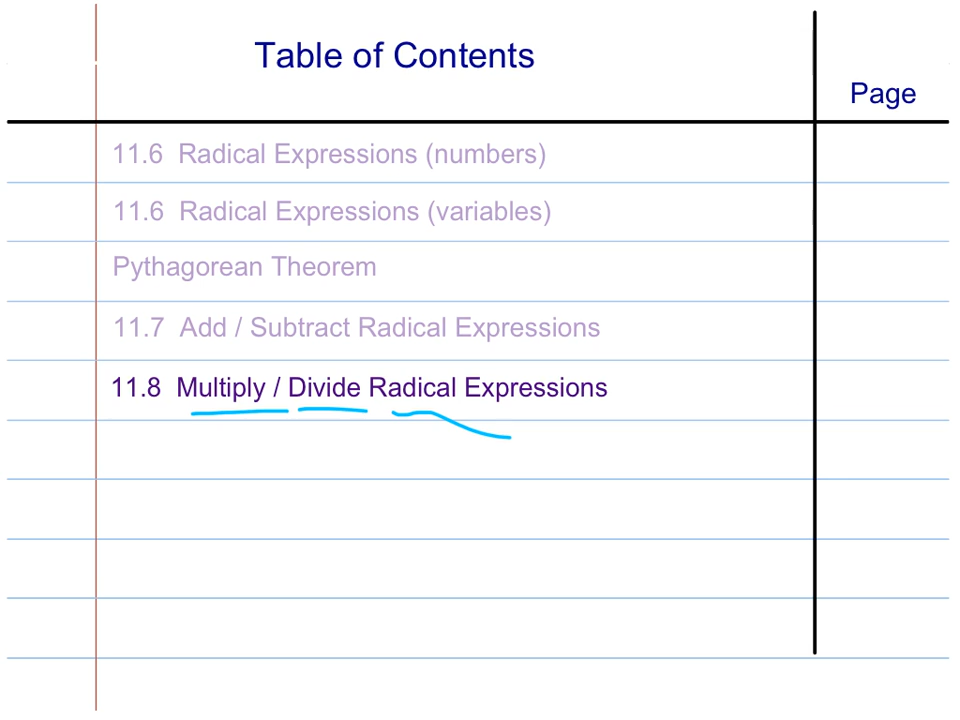 Table of Contents
Page
11.6 Radical Expressions (numbers)
11.6 Radical Expressions (variables)
Pythagorean Theorem
11.7 Add / Subtract Radical Expressions
11.8 Multiply / Divide Radical Expressions